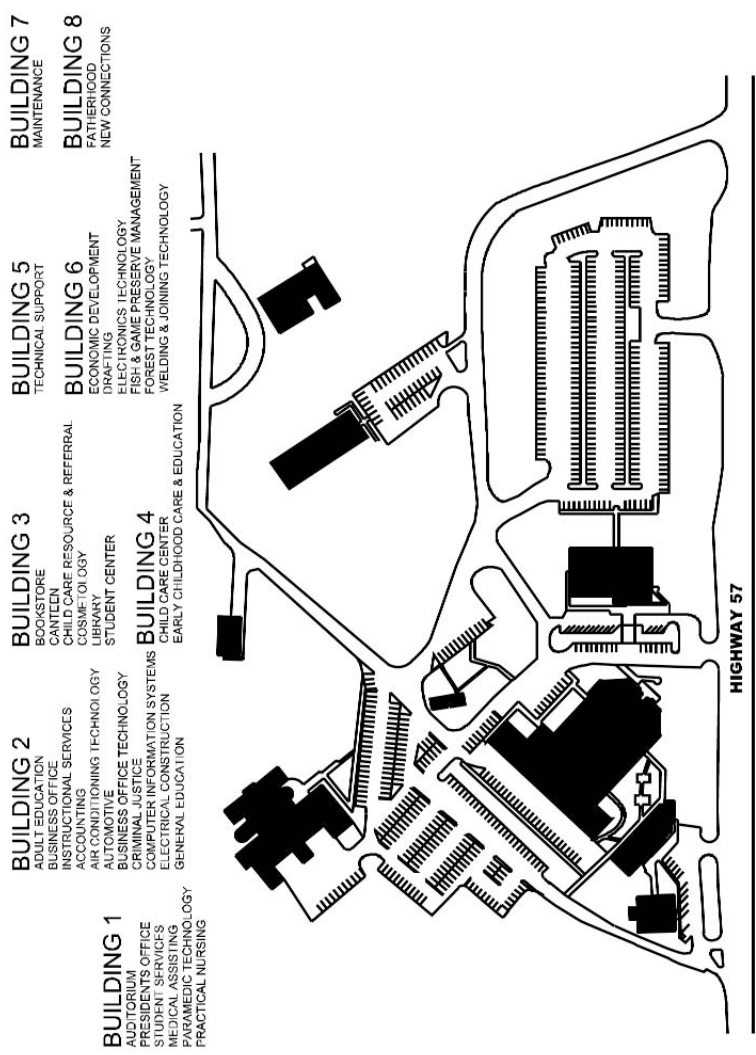 BUILDING 1
AUDITORIUM
PRESIDENTS OFFICE
STUDENT SERVICES
MEDICAL ASSISTING
PARAMEDIC TECHNOLOGY
PRACTICAL NURSING
BUILDING 2
ADULT EDUCATION
BUSINESS OFFICE
INSTRUCTIONAL SERVICES
ACCOUNTING
AIR CONDITIONING TECHNOLOGY
AUTOMOTIVE
BUSINESS OFFICE TECHNOLOGY
CRIMINAL JUSTICE
COMPUTER INFORMATION SYSTEMS
ELECTRICAL CONSTRUCTION
GENERAL EDUCATION
BUILDING 3
BOOKSTORE
CANTEEN
CHILD CARE RESOURCE & REFERRAL
COSMETOLOGY
LIBRARY
STUDENT CENTER
BUILDING 4
CHILD CARE CENTER
EARLY CHILDHOOD CARE & EDUCATION
BUILDING 5
TECHNICAL SUPPORT
BUILDING 6
ECONOMIC DEVELOPMENT
DRAFTING
ELECTRONICS TECHNOLOGY
FISH & GAME PRESERVE MANAGEMENT
FOREST TECHNOLOGY
WELDING & JOINING TECHNOLOGY
BUILDING 7
MAINTENANCE
BUILDING 8
FATHERHOOD
NEW CONNECTIONS
HIGHWAY 57